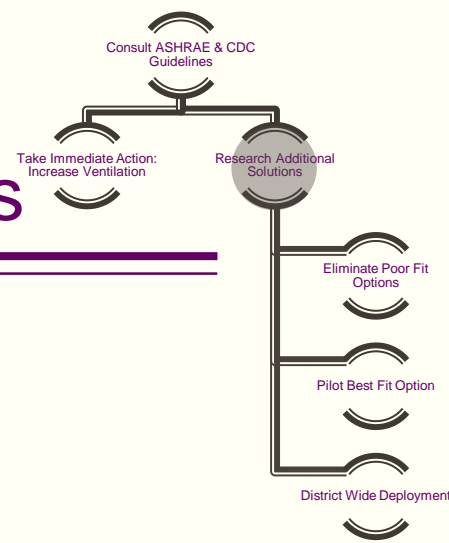 Consult ASHRAE & CDC
Guidelines
Take Immediate Action:
Increase Ventilation
Research Additional
Solutions
s
Eliminate Poor Fit
Options
Pilot Best Fit Option
District Wide Deployment